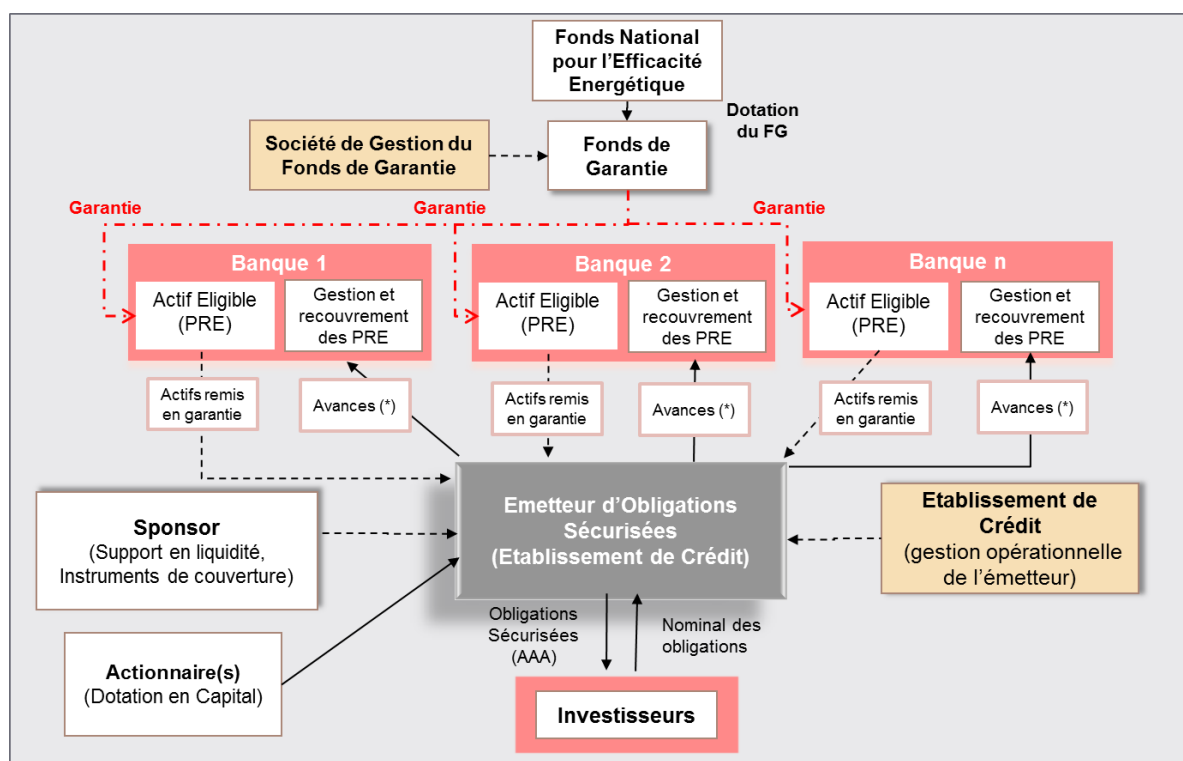 Fonds National
pour l'Efficacité
Energétique
Dotation
du FG
Société de Gestion du
Fonds de Garantie
Fonds de
Garantie
Garantie
Garantie
Garantie
Banque 1
Actif Eligible
(PRE)
Gestion et
recouvrement
des PRE
Banque 2
Actif Eligible
(PRE)
Gestion et
recouvrement
des PRE
Banque n
Actif Eligible
(PRE)
Gestion et
recouvrement
des PRE
Actifs remis
en garantie
Avances (*)
Actifs remis
en garantie
Avances (*)
Actifs remis
en garantie
Avances (*)
Sponsor
(Support en liquidité,
Instruments de couverture)
Emetteur d'Obligations
Sécurisées
(Etablissement de Crédit)
Etablissement de
Crédit
(gestion opérationnelle
de l'émetteur)
Actionnaire(s)
(Dotation en Capital)
Obligations
Sécurisées
(AAA)
Nominal des
obligations
Investisseurs